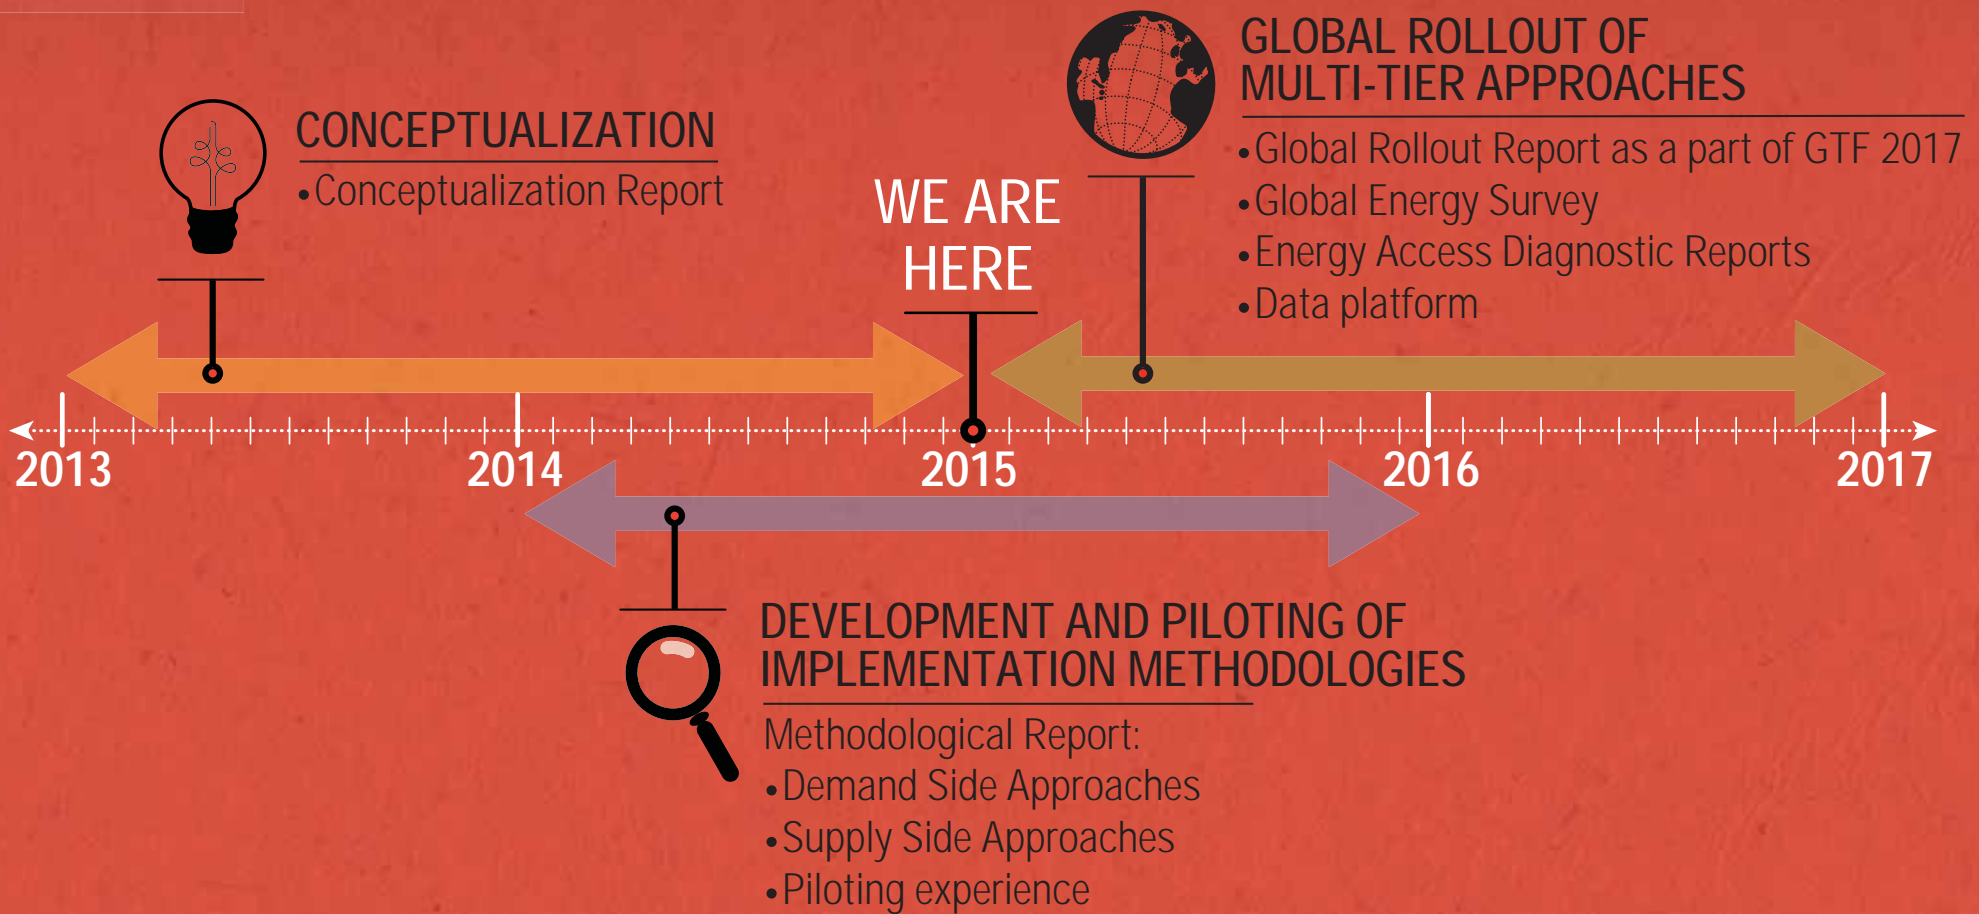 CONCEPTUALIZATION
•Conceptualization Report
WE ARE
HERE
GLOBAL ROLLOUT OF
MULTI-TIER APPROACHES
•Global Rollout Report as a part of GTF 2017
•Global Energy Survey
•Energy Access Diagnostic Reports
•Data platform
2013
2014
2015
2016
2017
DEVELOPMENT AND PILOTING OF
IMPLEMENTATION METHODOLOGIES
Methodological Report:
•Demand Side Approaches
•Supply Side Approaches
•Piloting experience